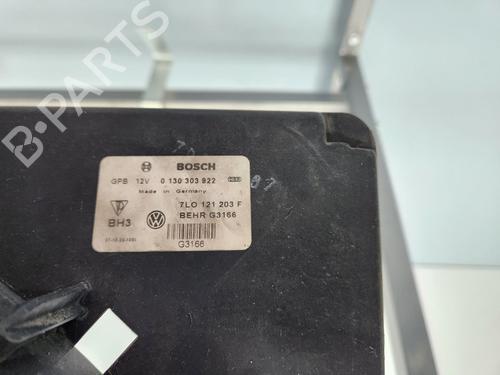 BOSCH
GPB 12V 0 130 303 922
Made in Germany
7L0 121 203 F
BH3
BEHR G3166
G3166
B-Parts